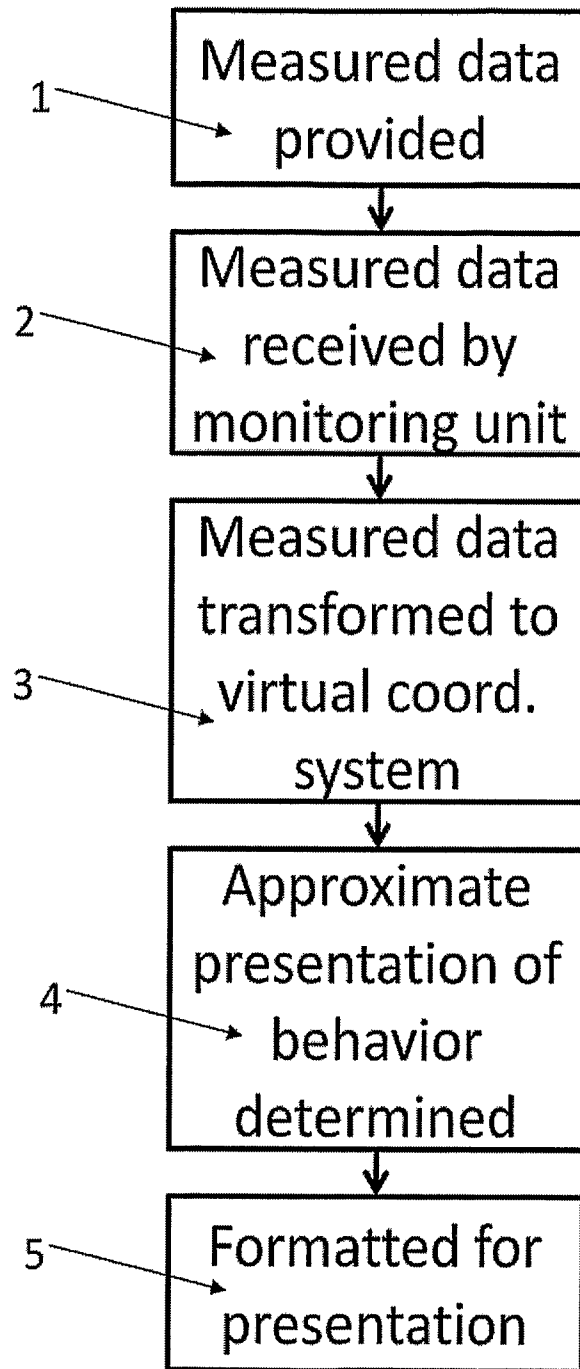 1
Measured data
provided
2
Measured data
received by
monitoring unit
3
Measured data
transformed to
virtual coord.
system
4
Approximate
presentation of
behavior
determined
5
Formatted for
presentation